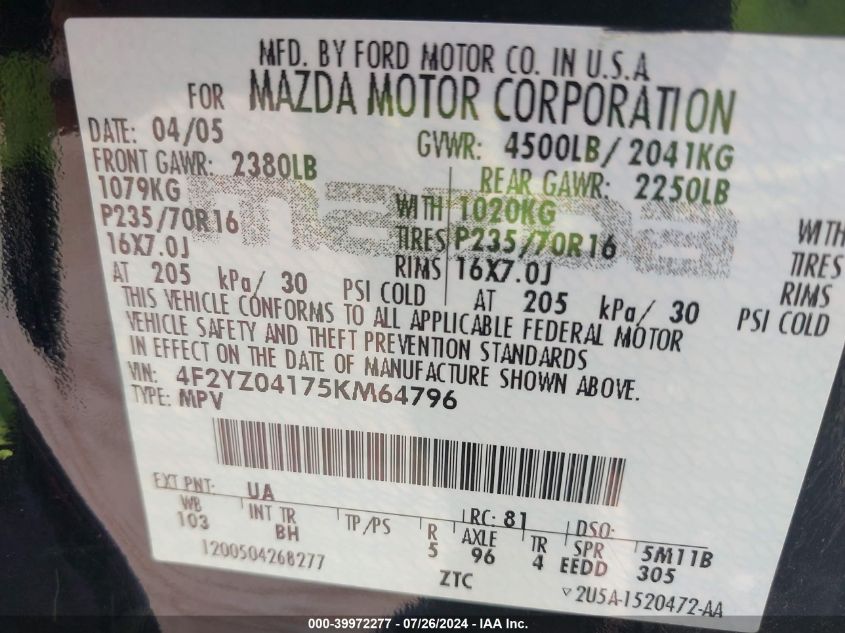 MFD. BY FORD MOTOR CO. IN U.S.A
FOR MAZDA MOTOR CORPORATION
DATE: 04/05 GVWR: 4500LB/2041KG
FRONT GAWR: 2380LB REAR GAWR: 2250LB
1079KG WITH 1020KG WITH
P235/70R16 TIRES P235/70R16 TIRES
16X7.0J RIMS 16X7.0J RIMS
AT 205 kPa/ 30 PSI COLD AT 205 kPa/ 30 PSI COLD
THIS VEHICLE CONFORMS TO ALL APPLICABLE FEDERAL MOTOR
VEHICLE SAFETY AND THEFT PREVENTION STANDARDS
IN EFFECT ON THE DATE OF MANUFACTURE SHOWN ABOVE.
VIN: 4F2YZ04175KM64796
TYPE: MPV
mazda
EXT PNT: UA RC: 81 DSO:
WB INT TR TP/PS R AXLE TR SPR 5M11B
103 BH 5 96 4 EEDD 305
1200504268277 ZTC 2U5A-1520472-AA
000-39972277 - 07/26/2024 - IAA Inc.